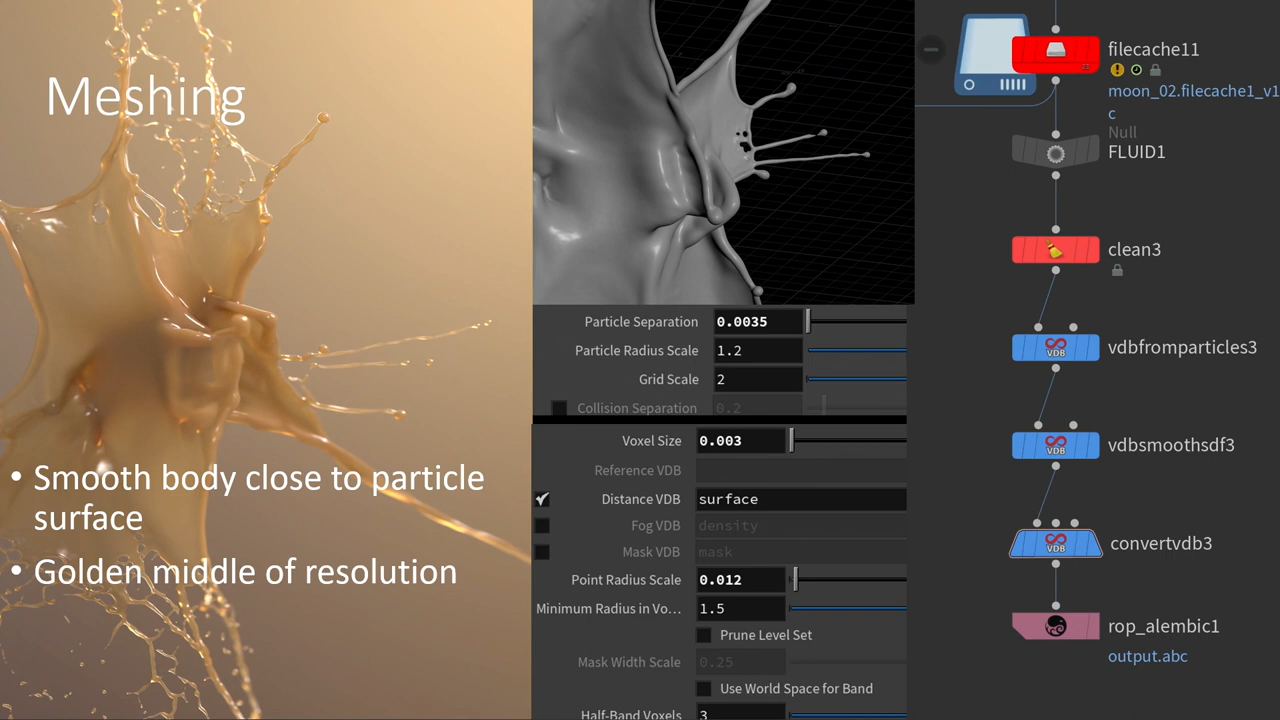 Meshing
• Smooth body close to particle
surface
• Golden middle of resolution
Particle Separation 0.0035
Particle Radius Scale 1.2
Grid Scale 2
Collision Separation 0.2
Voxel Size 0.003
Reference VDB
Distance VDB surface
Fog VDB density
Mask VDB mask
Point Radius Scale 0.012
Minimum Radius in Vo... 1.5
Prune Level Set
Mask Width Scale 0.25
Use World Space for Band
Half-Band Voxels 3
filecache11
moon_02.filecache1_v1
c
Null
FLUID1
clean3
VDB vdbfromparticles3
VDB vdbsmoothsdf3
VDB convertvdb3
rop_alembic1
output.abc